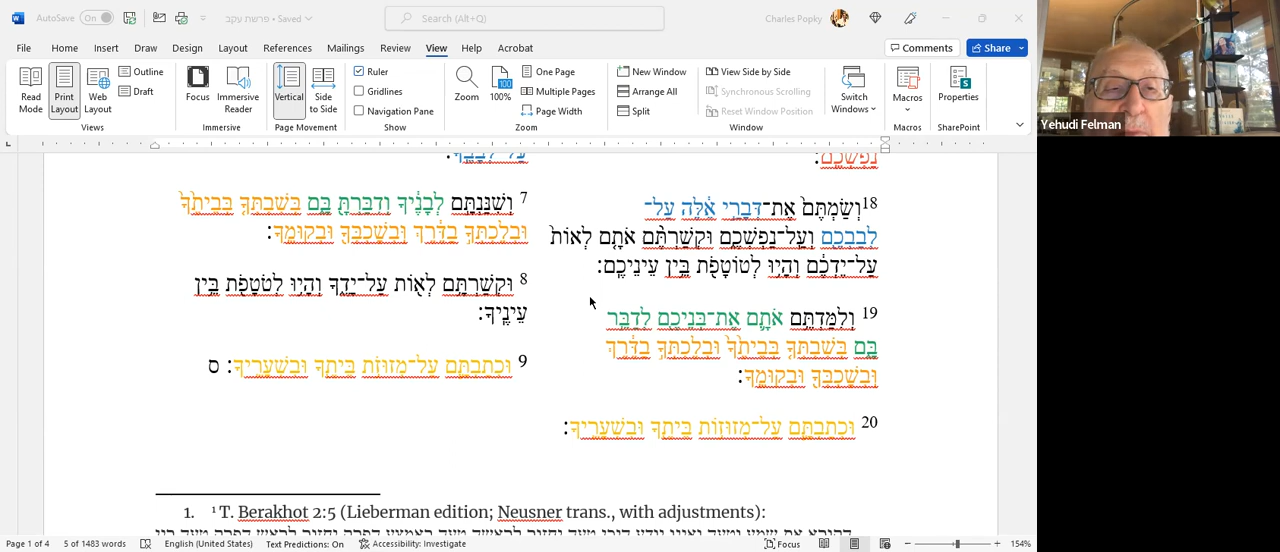 AutoSave Off פרשת עקב • Saved Search (Alt+Q) Charles Popky
File Home Insert Draw Design Layout References Mailings Review View Help Acrobat Comments Share
Read Mode Print Layout Web Layout Outline Draft Focus Immersive Reader Vertical Side to Side Ruler Gridlines Navigation Pane Zoom 100% One Page Multiple Pages Page Width New Window Arrange All Split View Side by Side Synchronous Scrolling Reset Window Position Switch Windows Macros Properties
Views Immersive Page Movement Show Zoom Window Macros SharePoint
Yehudi Felman
נַפְשְׁכֶֽם׃
עַל־לְבָבֶֽךָ׃
18 וְשַׂמְתֶּם֙ אֶת־דְּבָרַ֣י אֵ֔לֶּה עַל־
לְבַבְכֶ֖ם וְעַֽל־נַפְשְׁכֶ֑ם וּקְשַׁרְתֶּ֨ם אֹתָ֤ם לְאוֹת֙
עַל־יֶדְכֶ֔ם וְהָי֥וּ לְטוֹטָפֹ֖ת בֵּ֥ין עֵינֵיכֶֽם׃
19 וְלִמַּדְתֶּ֥ם אֹתָ֛ם אֶת־בְּנֵיכֶ֖ם לְדַבֵּ֣ר
בָּ֑ם בְּשִׁבְתְּךָ֤ בְּבֵיתֶ֙ךָ֙ וּבְלֶכְתְּךָ֣ בַדֶּ֔רֶךְ
וּֽבְשָׁכְבְּךָ֖ וּבְקוּמֶֽךָ׃
20 וּכְתַבְתָּ֛ם עַל־מְזוּז֥וֹת בֵּיתֶ֖ךָ וּבִשְׁעָרֶֽיךָ׃
7 וְשִׁנַּנְתָּ֣ם לְבָנֶ֔יךָ וְדִבַּרְתָּ֖ בָּ֑ם בְּשִׁבְתְּךָ֤ בְּבֵיתֶ֙ךָ֙
וּבְלֶכְתְּךָ֣ בַדֶּ֔רֶךְ וּֽבְשָׁכְבְּךָ֖ וּבְקוּמֶֽךָ׃
8 וּקְשַׁרְתָּ֥ם לְא֖וֹת עַל־יָדֶ֑ךָ וְהָי֥וּ לְטֹטָפֹ֖ת בֵּ֥ין
עֵינֶֽיךָ׃
9 וּכְתַבְתָּ֛ם עַל־מְזוּזֹ֥ת בֵּיתֶ֖ךָ וּבִשְׁעָרֶֽיךָ׃ ס
1. ¹ T. Berakhot 2:5 (Lieberman edition; Neusner trans., with adjustments):
Page 1 of 4 5 of 1483 words English (United States) Text Predictions: On Accessibility: Investigate Focus 154%